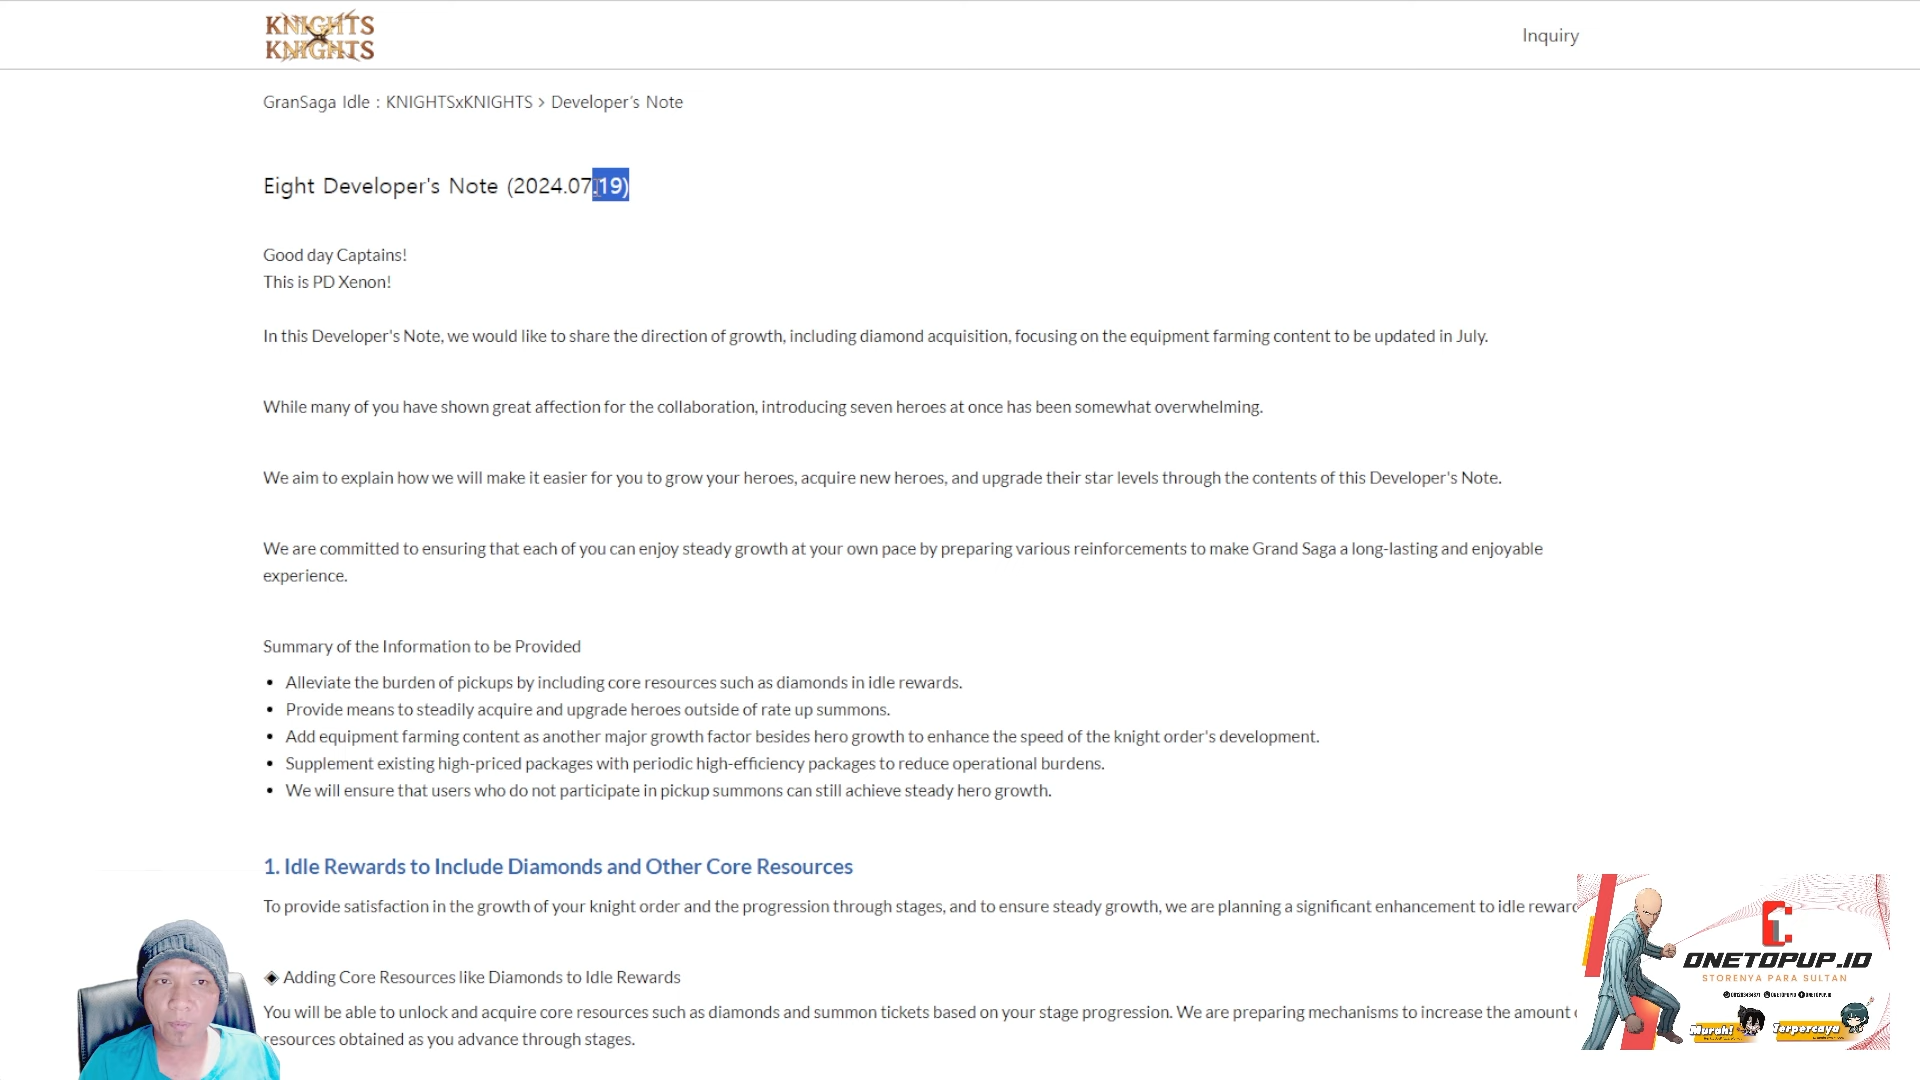 KNIGHTS
KNIGHTS
Inquiry
GranSaga Idle : KNIGHTSxKNIGHTS > Developer's Note
Eight Developer's Note (2024.07.19)
Good day Captains!
This is PD Xenon!
In this Developer's Note, we would like to share the direction of growth, including diamond acquisition, focusing on the equipment farming content to be updated in July.
While many of you have shown great affection for the collaboration, introducing seven heroes at once has been somewhat overwhelming.
We aim to explain how we will make it easier for you to grow your heroes, acquire new heroes, and upgrade their star levels through the contents of this Developer's Note.
We are committed to ensuring that each of you can enjoy steady growth at your own pace by preparing various reinforcements to make Grand Saga a long-lasting and enjoyable
experience.
Summary of the Information to be Provided
• Alleviate the burden of pickups by including core resources such as diamonds in idle rewards.
• Provide means to steadily acquire and upgrade heroes outside of rate up summons.
• Add equipment farming content as another major growth factor besides hero growth to enhance the speed of the knight order's development.
• Supplement existing high-priced packages with periodic high-efficiency packages to reduce operational burdens.
• We will ensure that users who do not participate in pickup summons can still achieve steady hero growth.
1. Idle Rewards to Include Diamonds and Other Core Resources
To provide satisfaction in the growth of your knight order and the progression through stages, and to ensure steady growth, we are planning a significant enhancement to idle rewar
◈ Adding Core Resources like Diamonds to Idle Rewards
You will be able to unlock and acquire core resources such as diamonds and summon tickets based on your stage progression. We are preparing mechanisms to increase the amount
resources obtained as you advance through stages.
ONETOPUP.ID
STORENYA PARA SULTAN
Murah!
Terpercaya